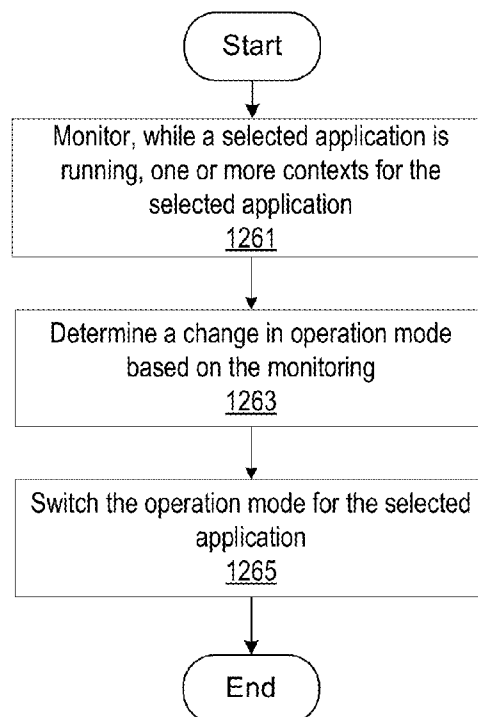 Start
Monitor, while a selected application is
running, one or more contexts for the
selected application
1261
Determine a change in operation mode
based on the monitoring
1263
Switch the operation mode for the selected
application
1265
End